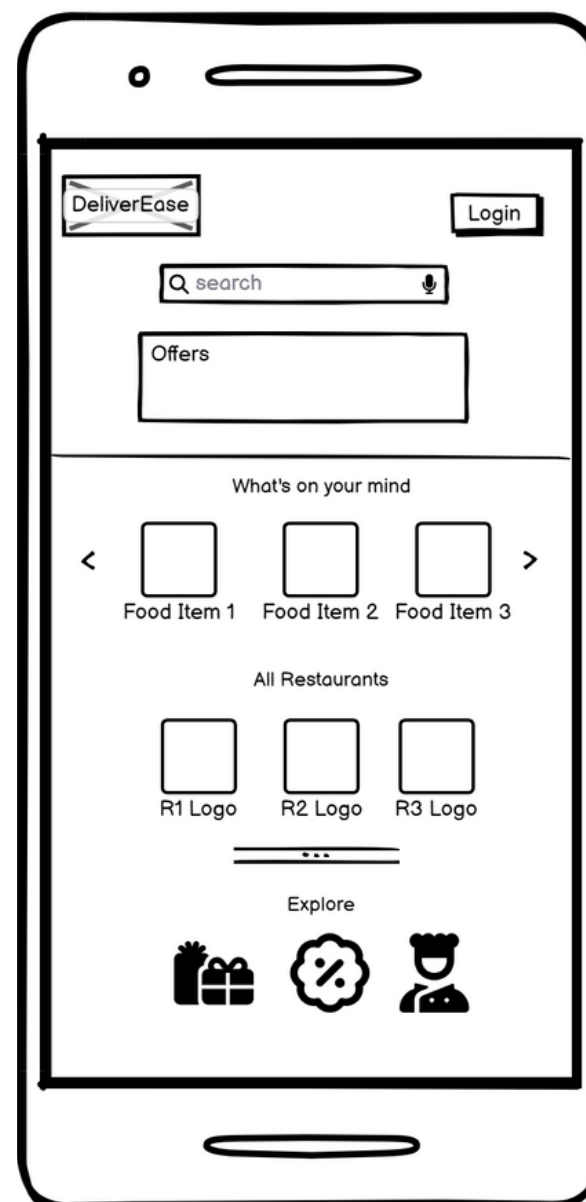 DeliverEase
Login
search
Offers
What's on your mind
Food Item 1 Food Item 2 Food Item 3
All Restaurants
R1 Logo R2 Logo R3 Logo
Explore